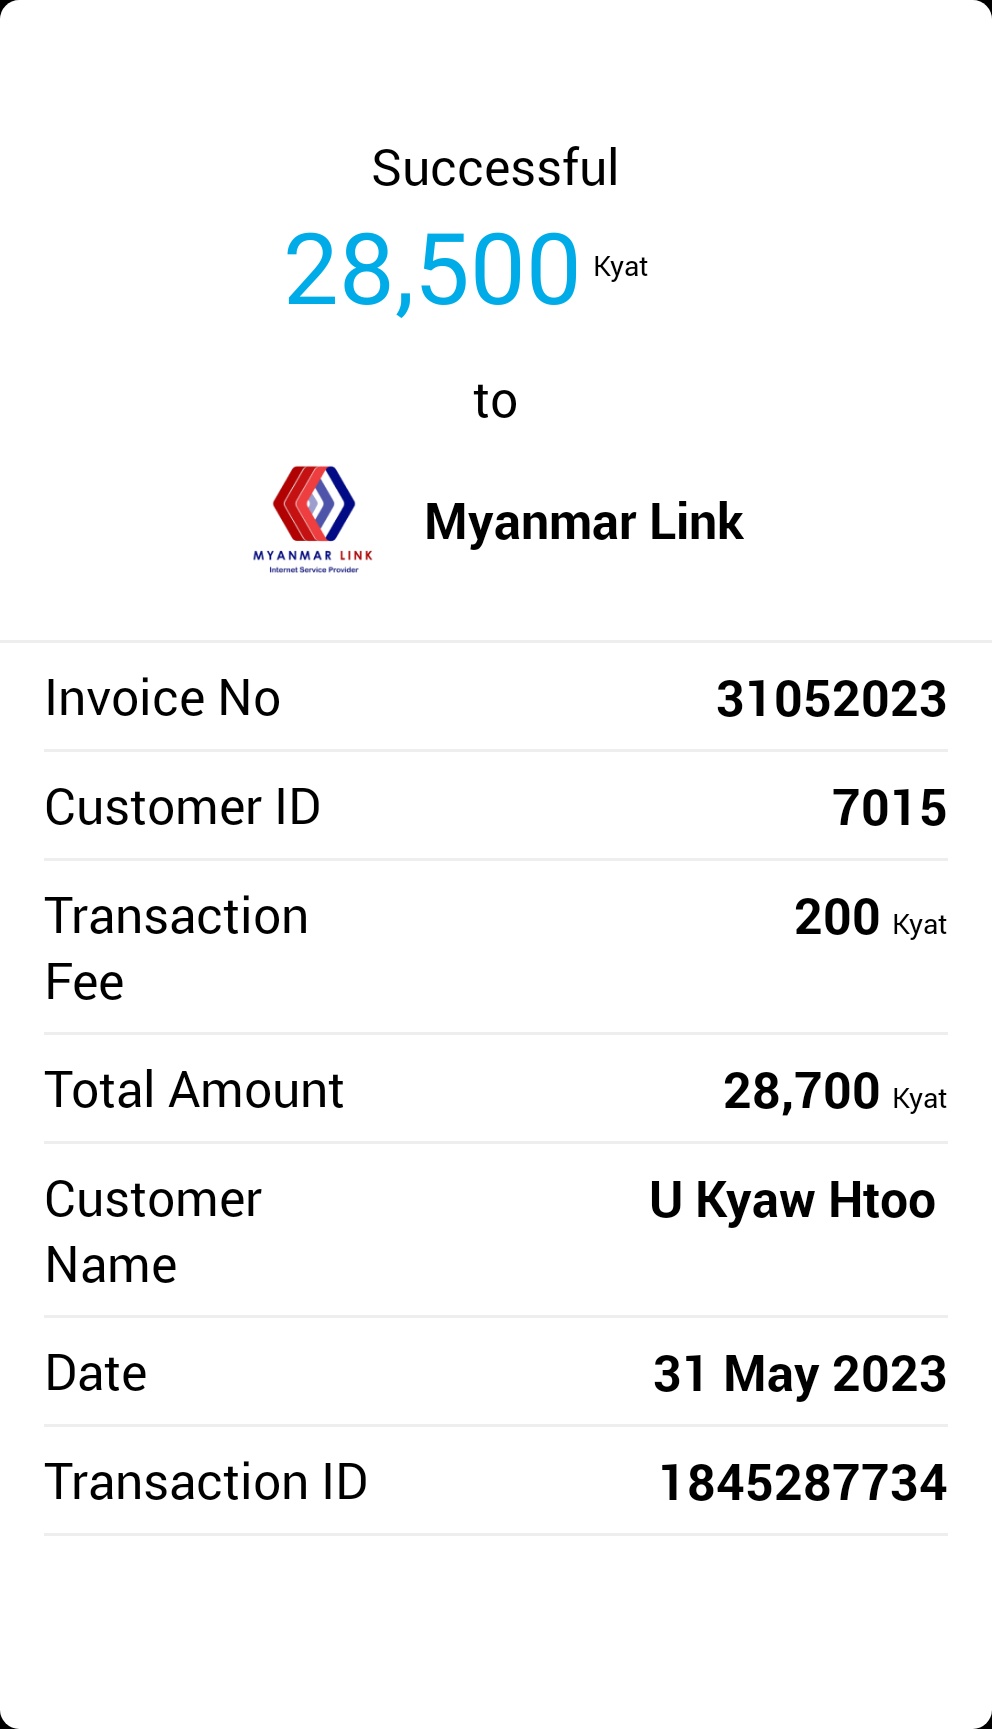 Successful
28,500 Kyat
to
MYANMAR LINK
Internet Service Provider
Myanmar Link
Invoice No 31052023
Customer ID 7015
Transaction 200 Kyat
Fee
Total Amount 28,700 Kyat
Customer U Kyaw Htoo
Name
Date 31 May 2023
Transaction ID 1845287734